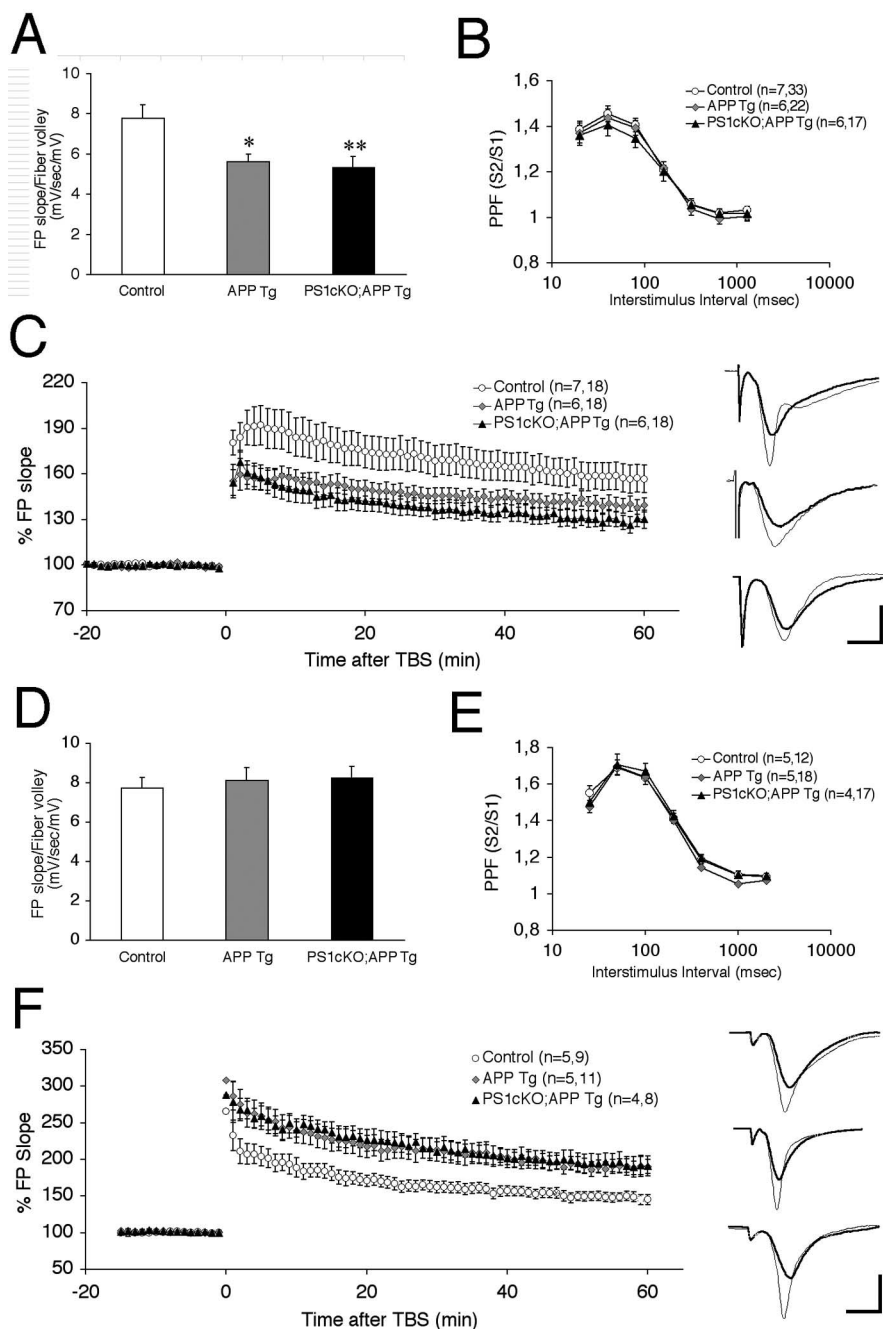 A
FP slope/Fiber volley
(mV/sec/mV)
10
8
6
4
2
0
*
**
Control
APP Tg
PS1cKO;APP Tg
B
PPF (S2/S1)
1,6
1,4
1,2
1
0,8
Control (n=7,33)
APP Tg (n=6,22)
PS1cKO;APP Tg (n=6,17)
10
100
1000
10000
Interstimulus Interval (msec)
C
% FP slope
220
190
160
130
100
70
Control (n=7,18)
APP Tg (n=6,18)
PS1cKO;APP Tg (n=6,18)
-20
0
20
40
60
Time after TBS (min)
D
FP slope/Fiber volley
(mV/sec/mV)
10
8
6
4
2
0
Control
APP Tg
PS1cKO;APP Tg
E
PPF (S2/S1)
1,8
1,6
1,4
1,2
1
0,8
Control (n=5,12)
APP Tg (n=5,18)
PS1cKO;APP Tg (n=4,17)
10
100
1000
10000
Interstimulus Interval (msec)
F
% FP Slope
350
300
250
200
150
100
50
Control (n=5,9)
APP Tg (n=5,11)
PS1cKO;APP Tg (n=4,8)
-20
0
20
40
60
Time after TBS (min)